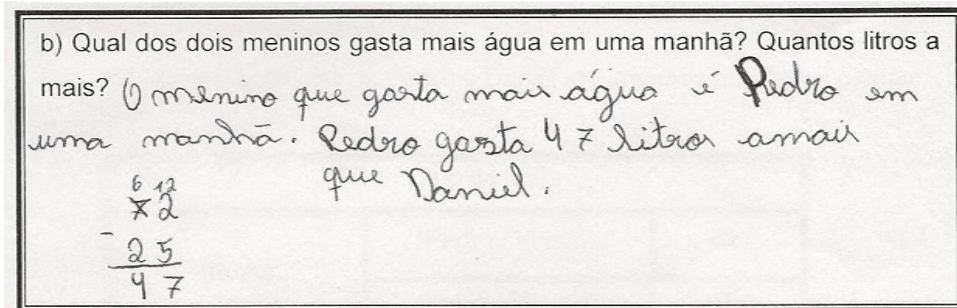 b) Qual dos dois meninos gasta mais água em uma manhã? Quantos litros a
mais? O menino que gasta mais água é Pedro em
uma manhã. Pedro gasta 47 litros amais
que Daniel.
6 12
72
- 25
47